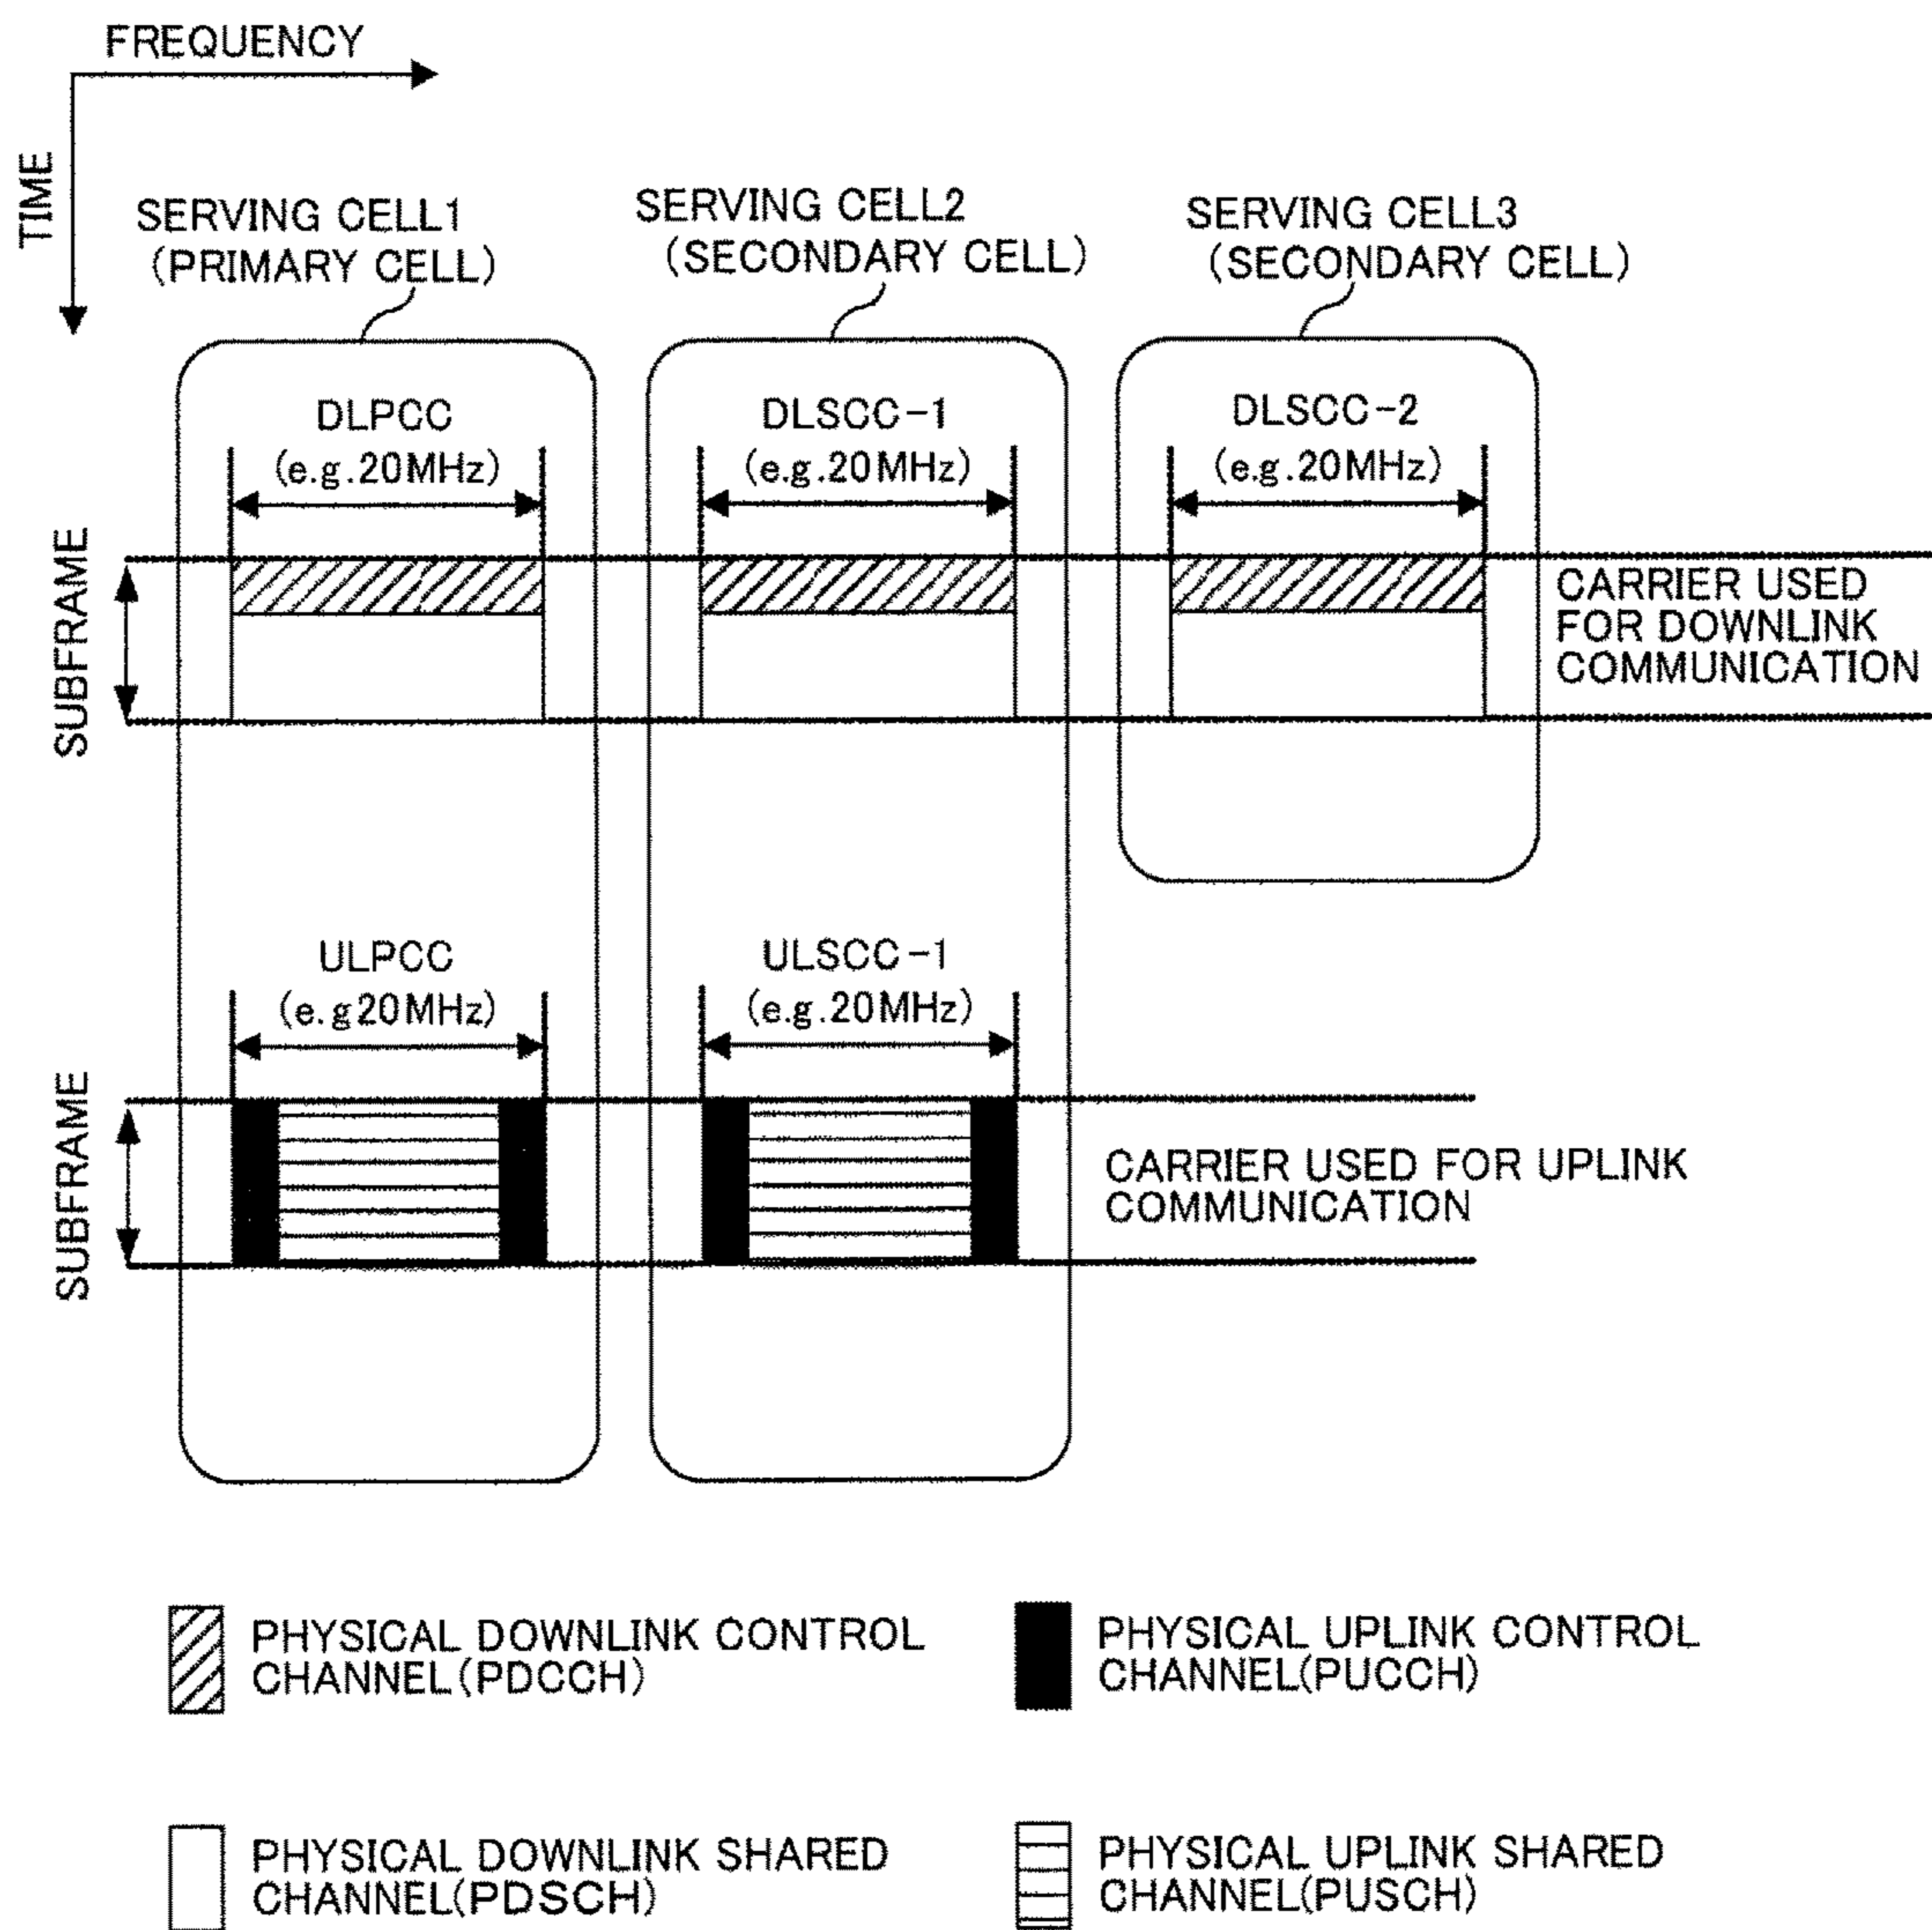 FREQUENCY
TIME
SERVING CELL1
(PRIMARY CELL)
SERVING CELL2
(SECONDARY CELL)
SERVING CELL3
(SECONDARY CELL)
DLPCC
(e.g.20MHz)
DLSCC-1
(e.g.20MHz)
DLSCC-2
(e.g.20MHz)
SUBFRAME
CARRIER USED
FOR DOWNLINK
COMMUNICATION
ULPCC
(e.g20MHz)
ULSCC-1
(e.g.20MHz)
SUBFRAME
CARRIER USED FOR UPLINK
COMMUNICATION
PHYSICAL DOWNLINK CONTROL
CHANNEL(PDCCH)
PHYSICAL UPLINK CONTROL
CHANNEL(PUCCH)
PHYSICAL DOWNLINK SHARED
CHANNEL(PDSCH)
PHYSICAL UPLINK SHARED
CHANNEL(PUSCH)